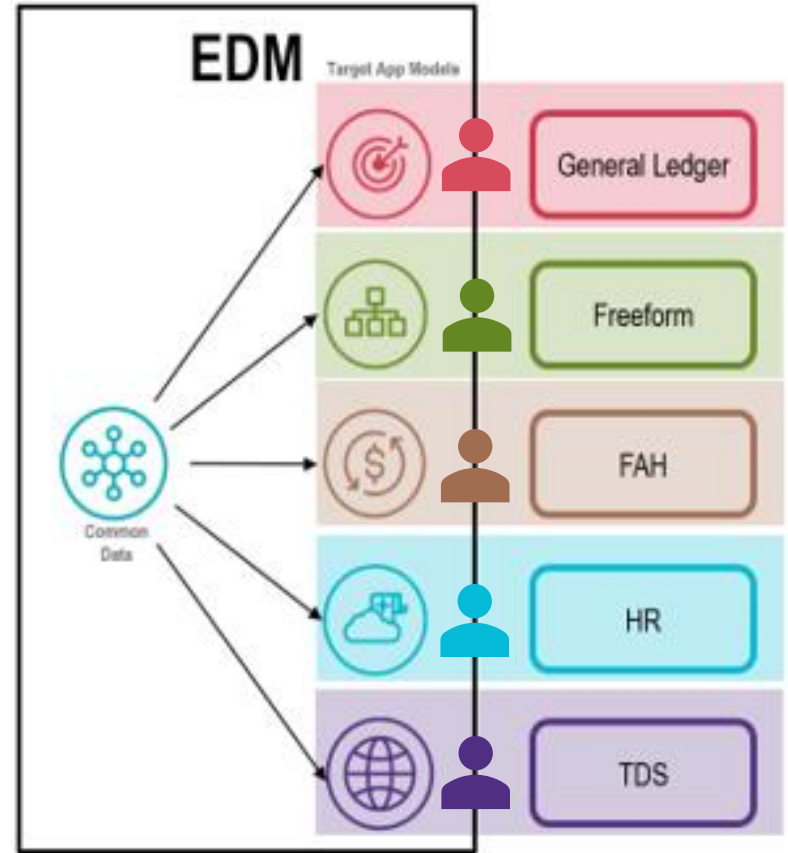 EDM
Target App Models
General Ledger
Freeform
$
FAH
Common
Data
HR
TDS